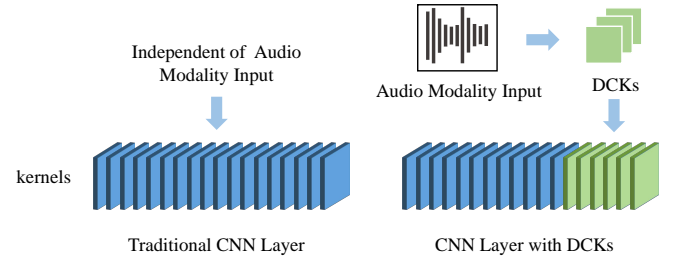 Independent of Audio
Modality Input
Audio Modality Input
DCKs
kernels
Traditional CNN Layer
CNN Layer with DCKs